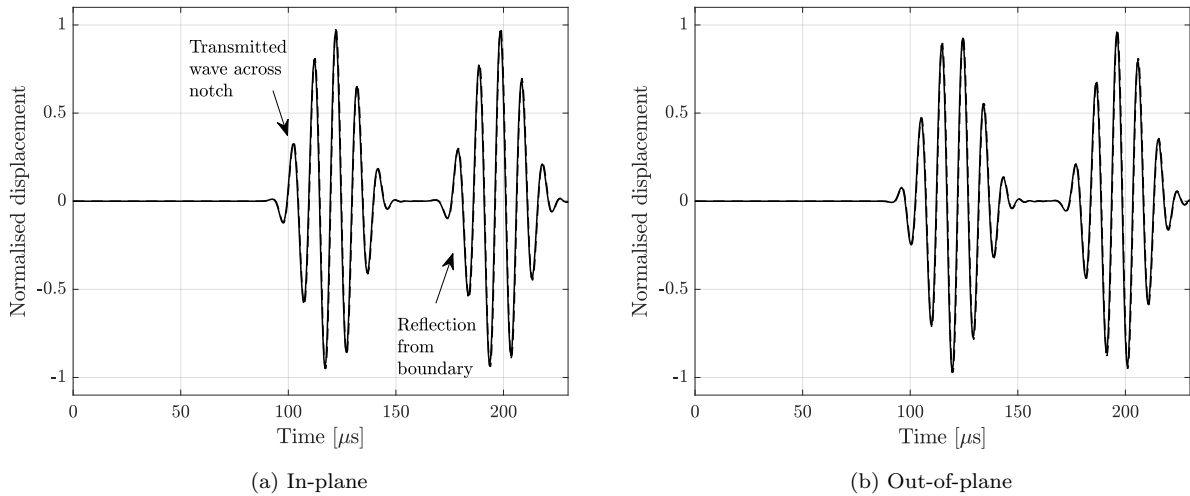 1
0.5
0
-0.5
-1
Normalised displacement
Transmitted
wave across
notch
Reflection
from
boundary
0
50
100
150
200
Time [μs]
(a) In-plane
1
0.5
0
-0.5
-1
Normalised displacement
0
50
100
150
200
Time [μs]
(b) Out-of-plane